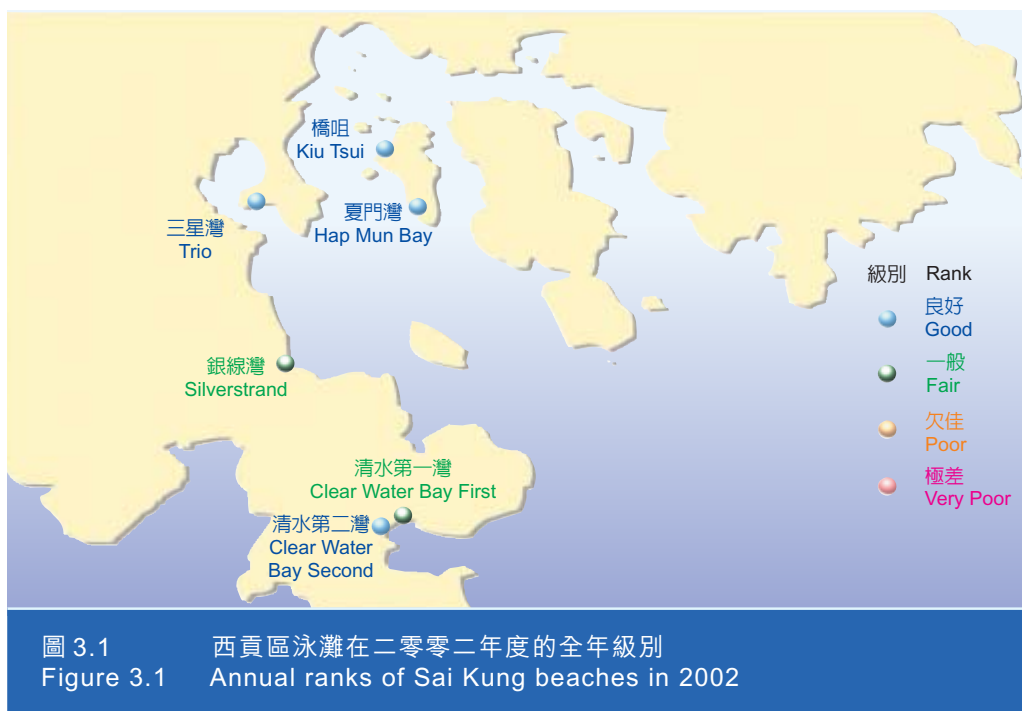 橋咀
Kiu Tsui
夏門灣
Hap Mun Bay
三星灣
Trio
級別 Rank
良好
Good
一般
Fair
欠佳
Poor
極差
Very Poor
銀線灣
Silverstrand
清水第一灣
Clear Water Bay First
清水第二灣
Clear Water
Bay Second
圖 3.1 西貢區泳灘在二零零二年度的全年級別
Figure 3.1 Annual ranks of Sai Kung beaches in 2002